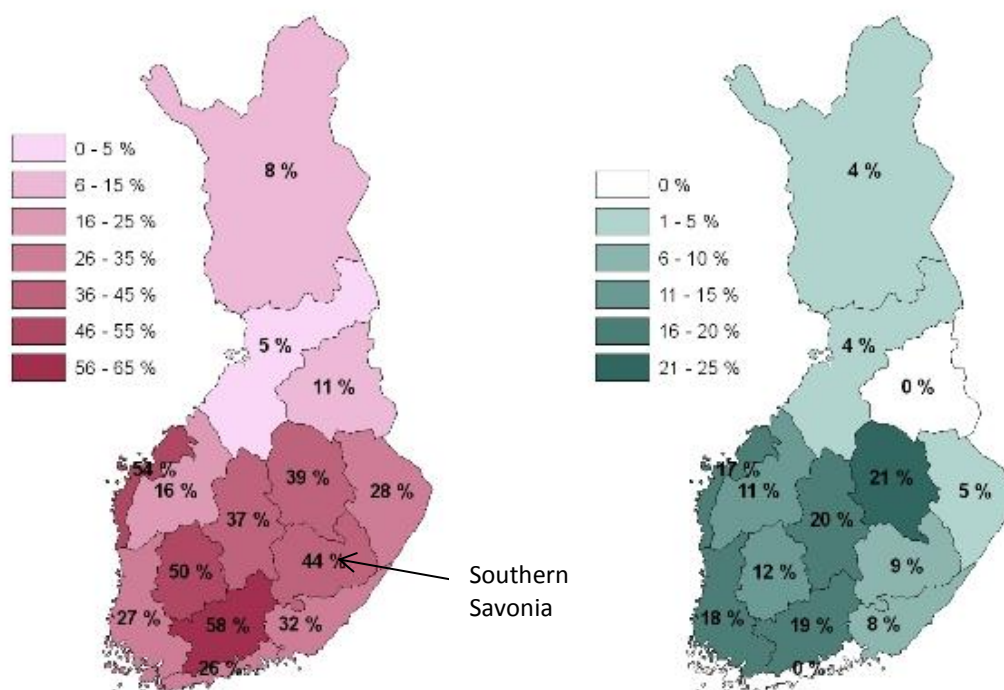 0 - 5 %
6 - 15 %
16 - 25 %
26 - 35 %
36 - 45 %
46 - 55 %
56 - 65 %
8 %
5 %
11 %
54 %
16 %
39 %
28 %
37 %
44 %
50 %
27 %
58 %
32 %
26 %
Southern
Savonia
0 %
1 - 5 %
6 - 10 %
11 - 15 %
16 - 20 %
21 - 25 %
4 %
4 %
0 %
17 %
11 %
21 %
5 %
20 %
12 %
9 %
18 %
19 %
8 %
0 %